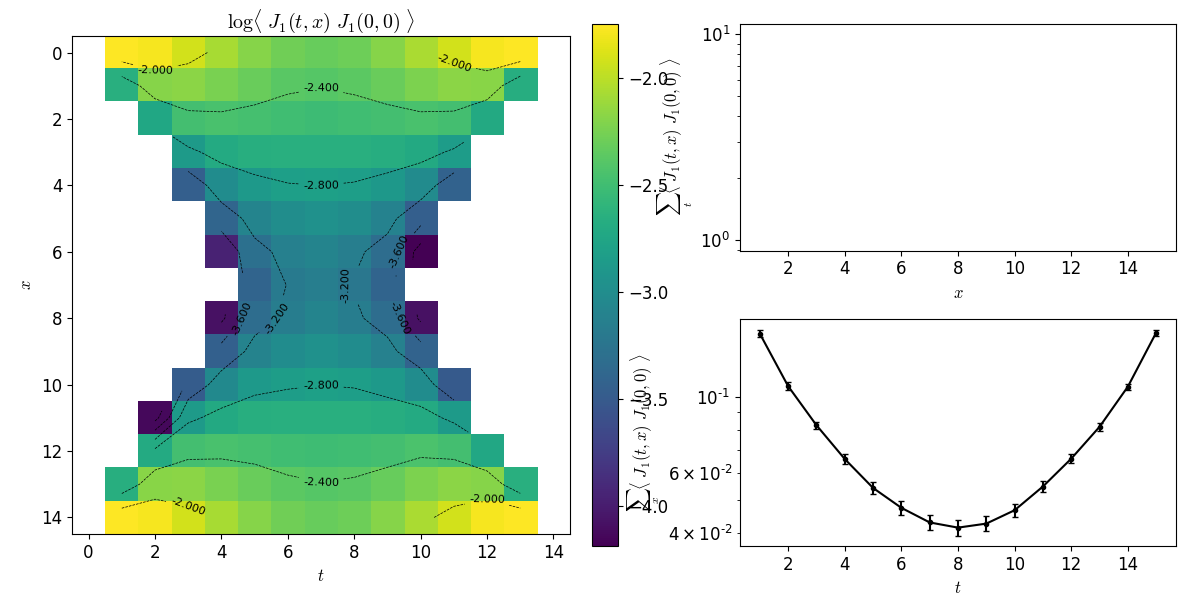 log⟨ J₁(t, x) J₁(0, 0) ⟩
0
2
4
6
8
10
12
14
x
0 2 4 6 8 10 12 14
t
-2.000
-2.000
-2.400
-2.800
-3.600
-3.200
-3.600
-3.200
-3.600
-2.800
-2.400
-2.000
-2.000
−2.0
−2.5
−3.0
−3.5
−4.0
∑ₜ⟨ J₁(t, x) J₁(0, 0) ⟩
10¹
10⁰
2 4 6 8 10 12 14
x
∑ₓ⟨ J₁(t, x) J₁(0, 0) ⟩
10⁻¹
6 × 10⁻²
4 × 10⁻²
2 4 6 8 10 12 14
t